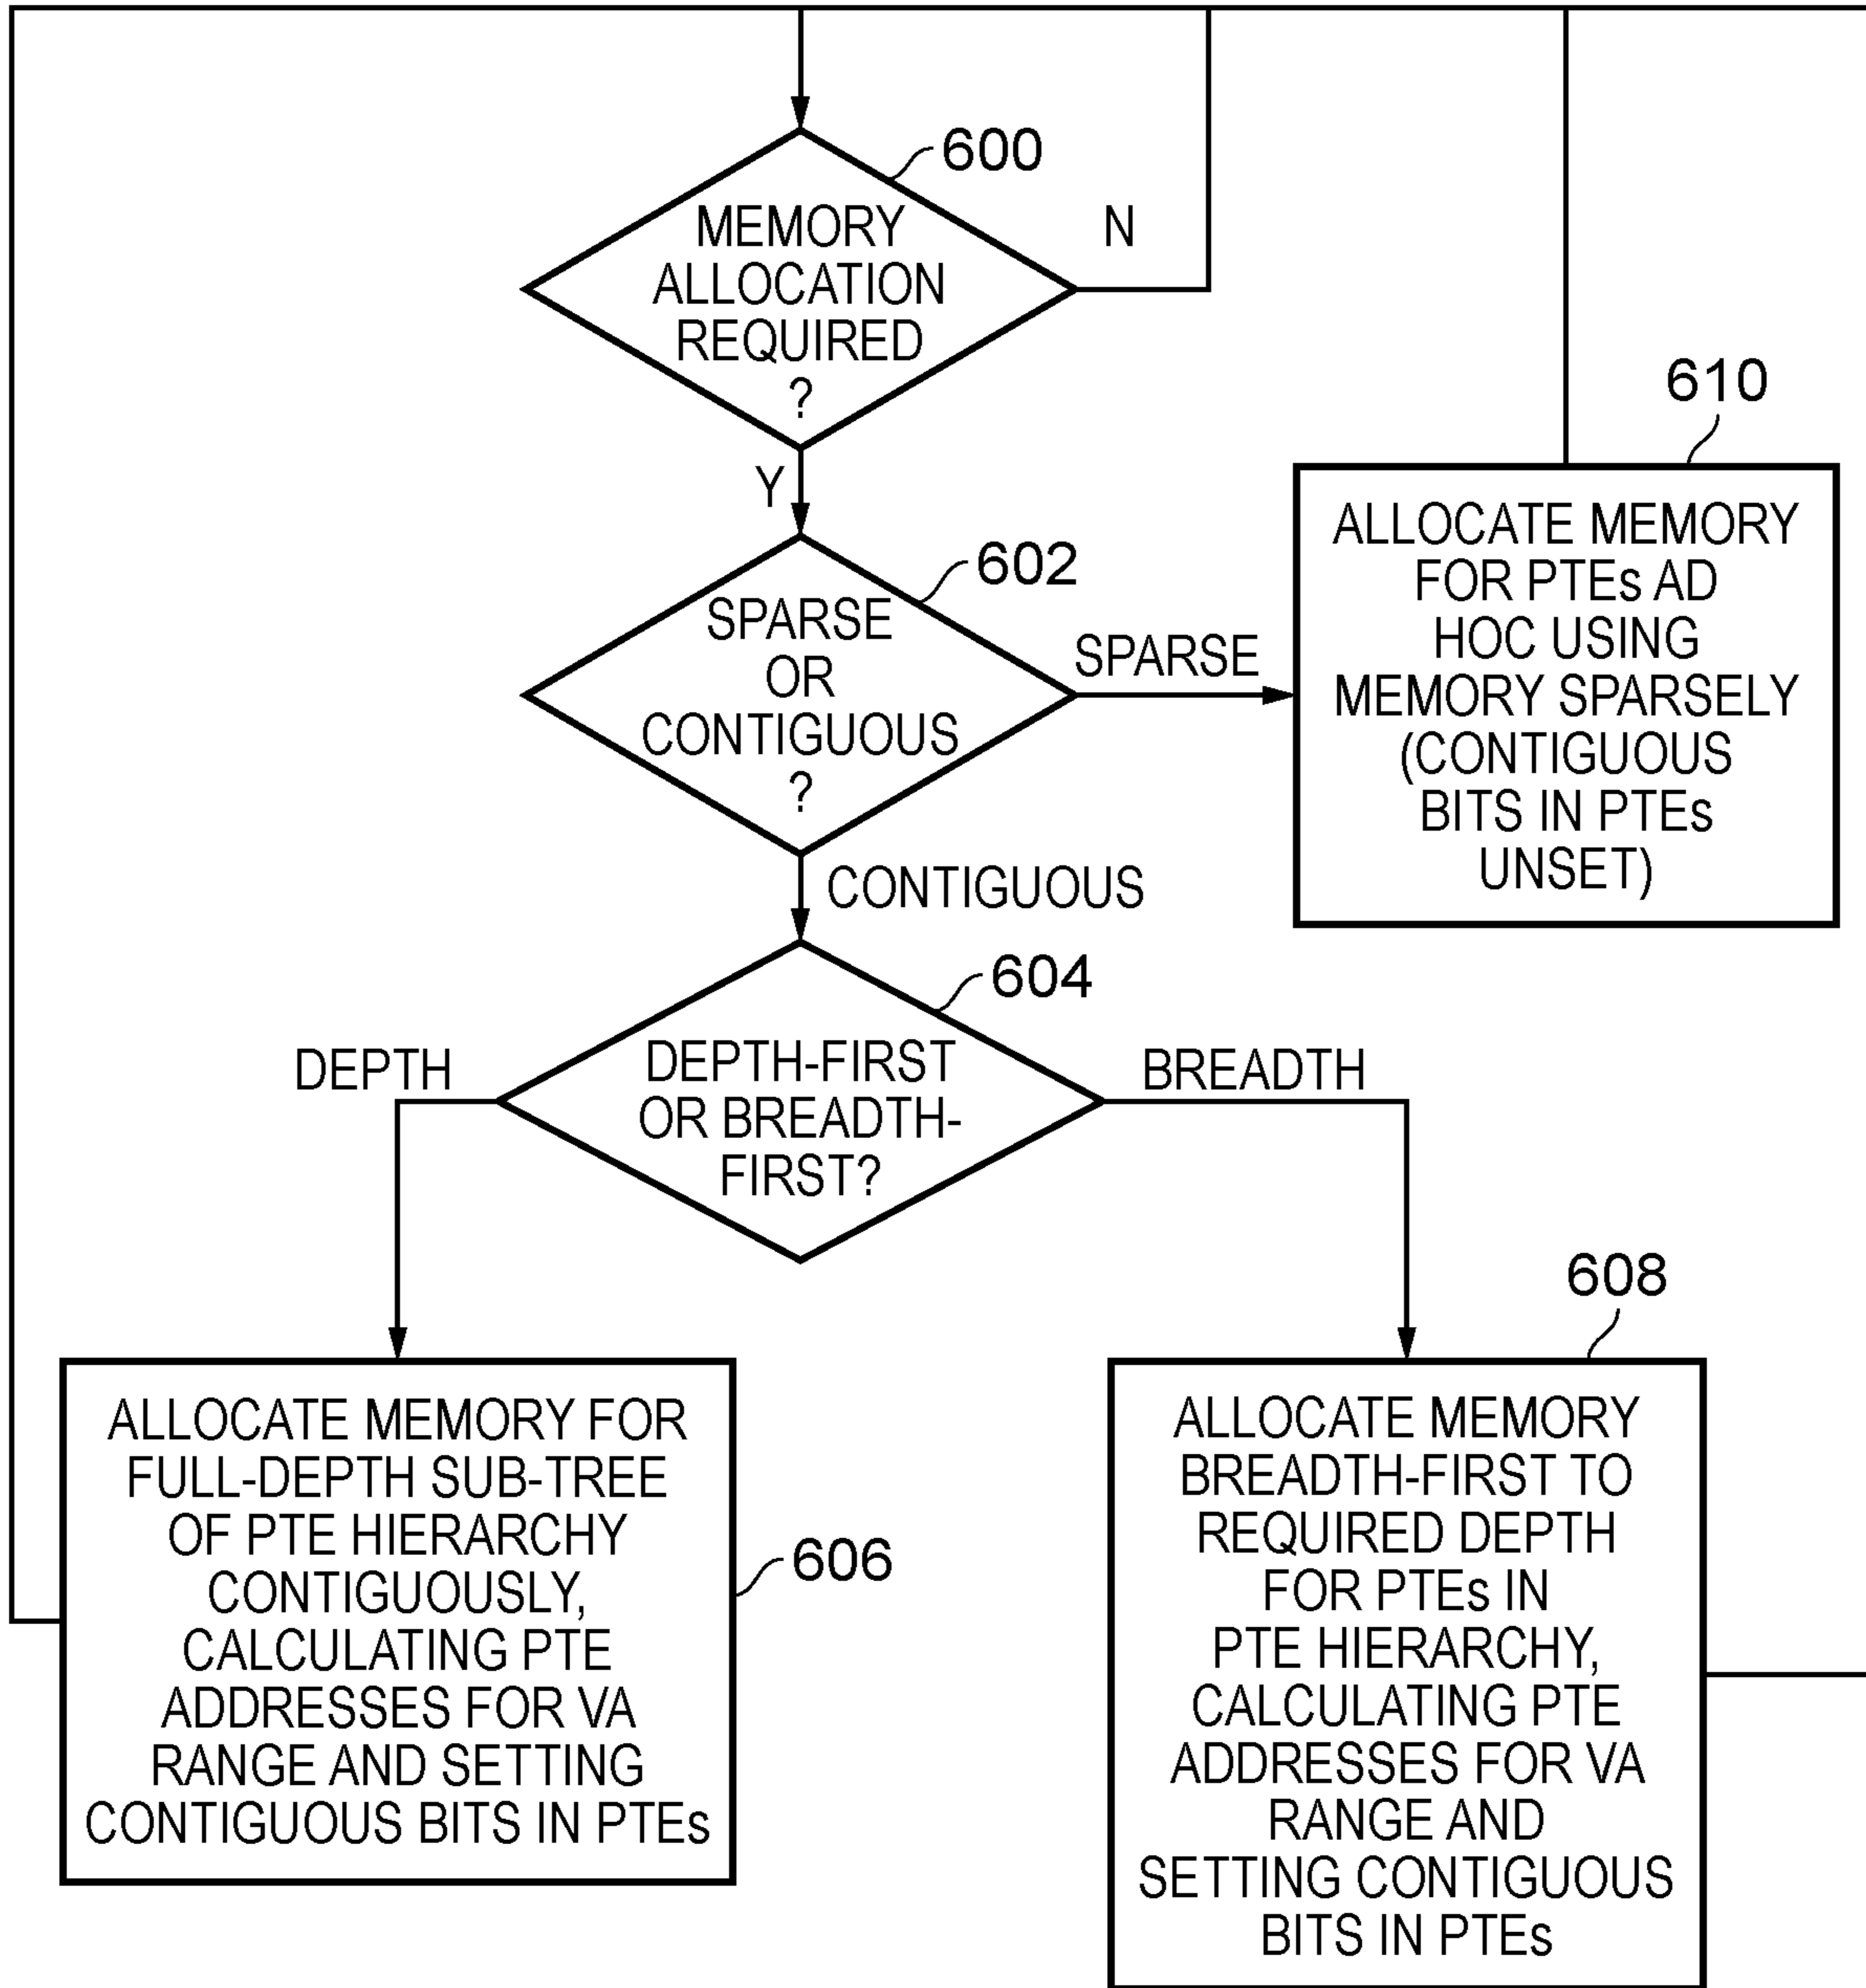 600
MEMORY
ALLOCATION
REQUIRED
?
N
Y
602
SPARSE
OR
CONTIGUOUS
?
SPARSE
610
ALLOCATE MEMORY
FOR PTEs AD
HOC USING
MEMORY SPARSELY
(CONTIGUOUS
BITS IN PTEs
UNSET)
CONTIGUOUS
604
DEPTH-FIRST
OR BREADTH-
FIRST?
DEPTH
BREADTH
606
ALLOCATE MEMORY FOR
FULL-DEPTH SUB-TREE
OF PTE HIERARCHY
CONTIGUOUSLY,
CALCULATING PTE
ADDRESSES FOR VA
RANGE AND SETTING
CONTIGUOUS BITS IN PTEs
608
ALLOCATE MEMORY
BREADTH-FIRST TO
REQUIRED DEPTH
FOR PTEs IN
PTE HIERARCHY,
CALCULATING PTE
ADDRESSES FOR VA
RANGE AND
SETTING CONTIGUOUS
BITS IN PTEs